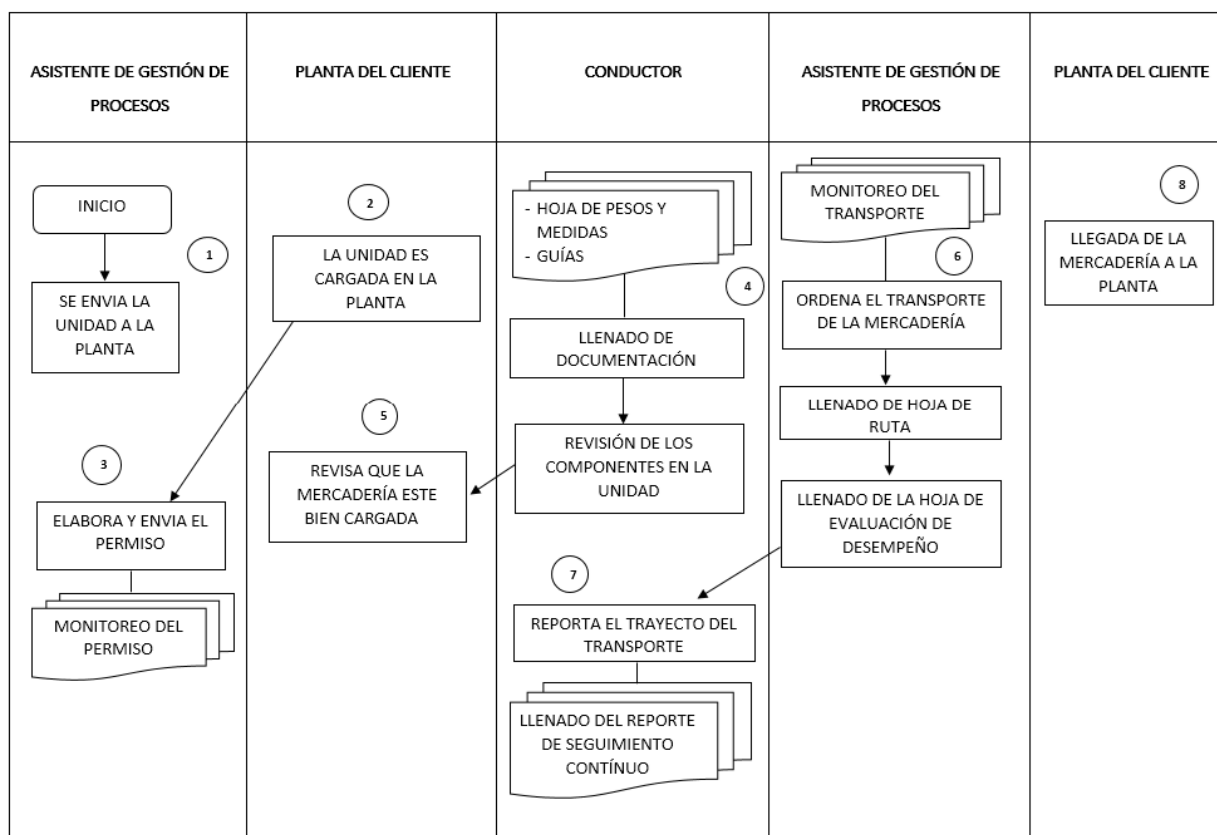 ASISTENTE DE GESTIÓN DE
PROCESOS
PLANTA DEL CLIENTE
CONDUCTOR
ASISTENTE DE GESTIÓN DE
PROCESOS
PLANTA DEL CLIENTE
INICIO
1
SE ENVIA LA
UNIDAD A LA
PLANTA
3
ELABORA Y ENVIA EL
PERMISO
MONITOREO DEL
PERMISO
2
LA UNIDAD ES
CARGADA EN LA
PLANTA
5
REVISA QUE LA
MERCADERÍA ESTE
BIEN CARGADA
- HOJA DE PESOS Y
MEDIDAS
- GUÍAS
4
LLENADO DE
DOCUMENTACIÓN
REVISIÓN DE LOS
COMPONENTES EN LA
UNIDAD
7
REPORTA EL TRAYECTO DEL
TRANSPORTE
LLENADO DEL REPORTE
DE SEGUIMIENTO
CONTÍNUO
MONITOREO DEL
TRANSPORTE
6
ORDENA EL TRANSPORTE
DE LA MERCADERÍA
LLENADO DE HOJA DE
RUTA
LLENADO DE LA HOJA DE
EVALUACIÓN DE
DESEMPEÑO
8
LLEGADA DE LA
MERCADERÍA A LA
PLANTA